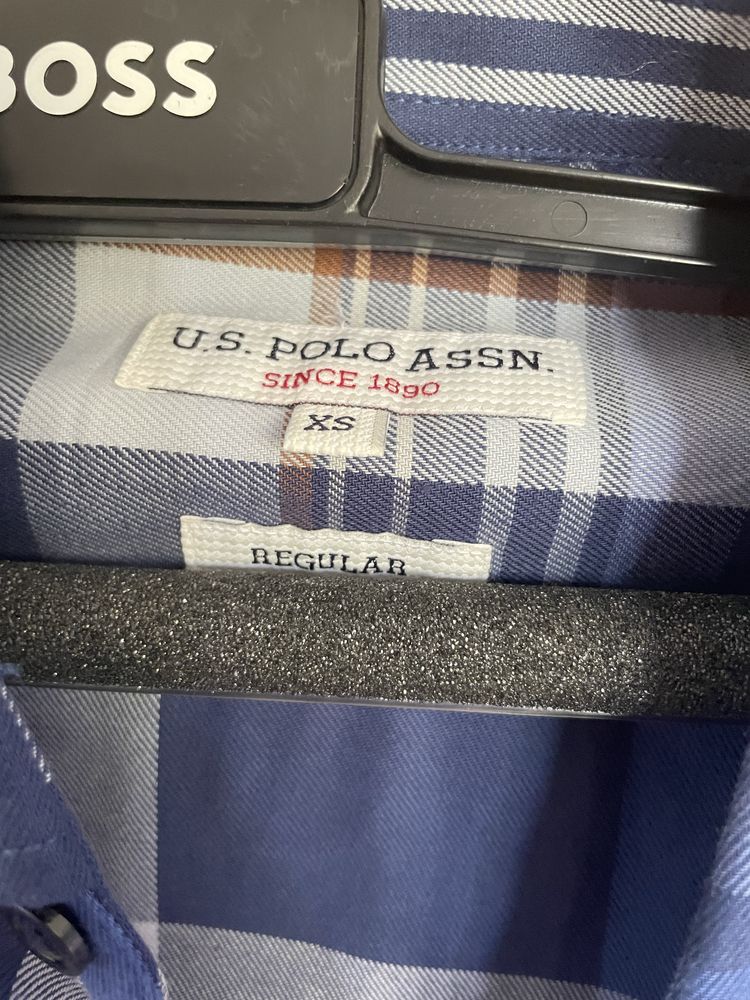 BOSS
U.S. POLO ASSN.
SINCE 1890
XS
REGULAR